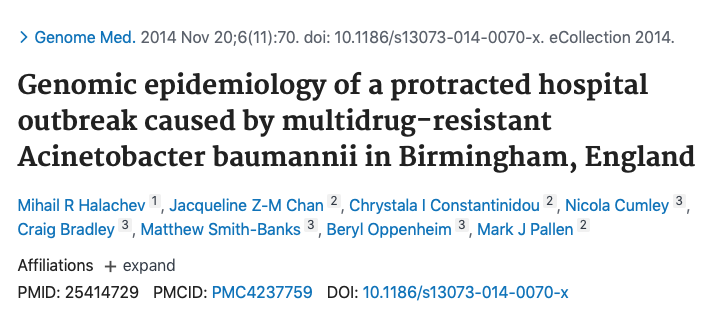 > Genome Med. 2014 Nov 20;6(11):70. doi: 10.1186/s13073-014-0070-x. eCollection 2014.
Genomic epidemiology of a protracted hospital
outbreak caused by multidrug-resistant
Acinetobacter baumannii in Birmingham, England
Mihail R Halachev 1, Jacqueline Z-M Chan 2, Chrystala I Constantinidou 2, Nicola Cumley 3,
Craig Bradley 3, Matthew Smith-Banks 3, Beryl Oppenheim 3, Mark J Pallen 2
Affiliations + expand
PMID: 25414729 PMCID: PMC4237759 DOI: 10.1186/s13073-014-0070-x